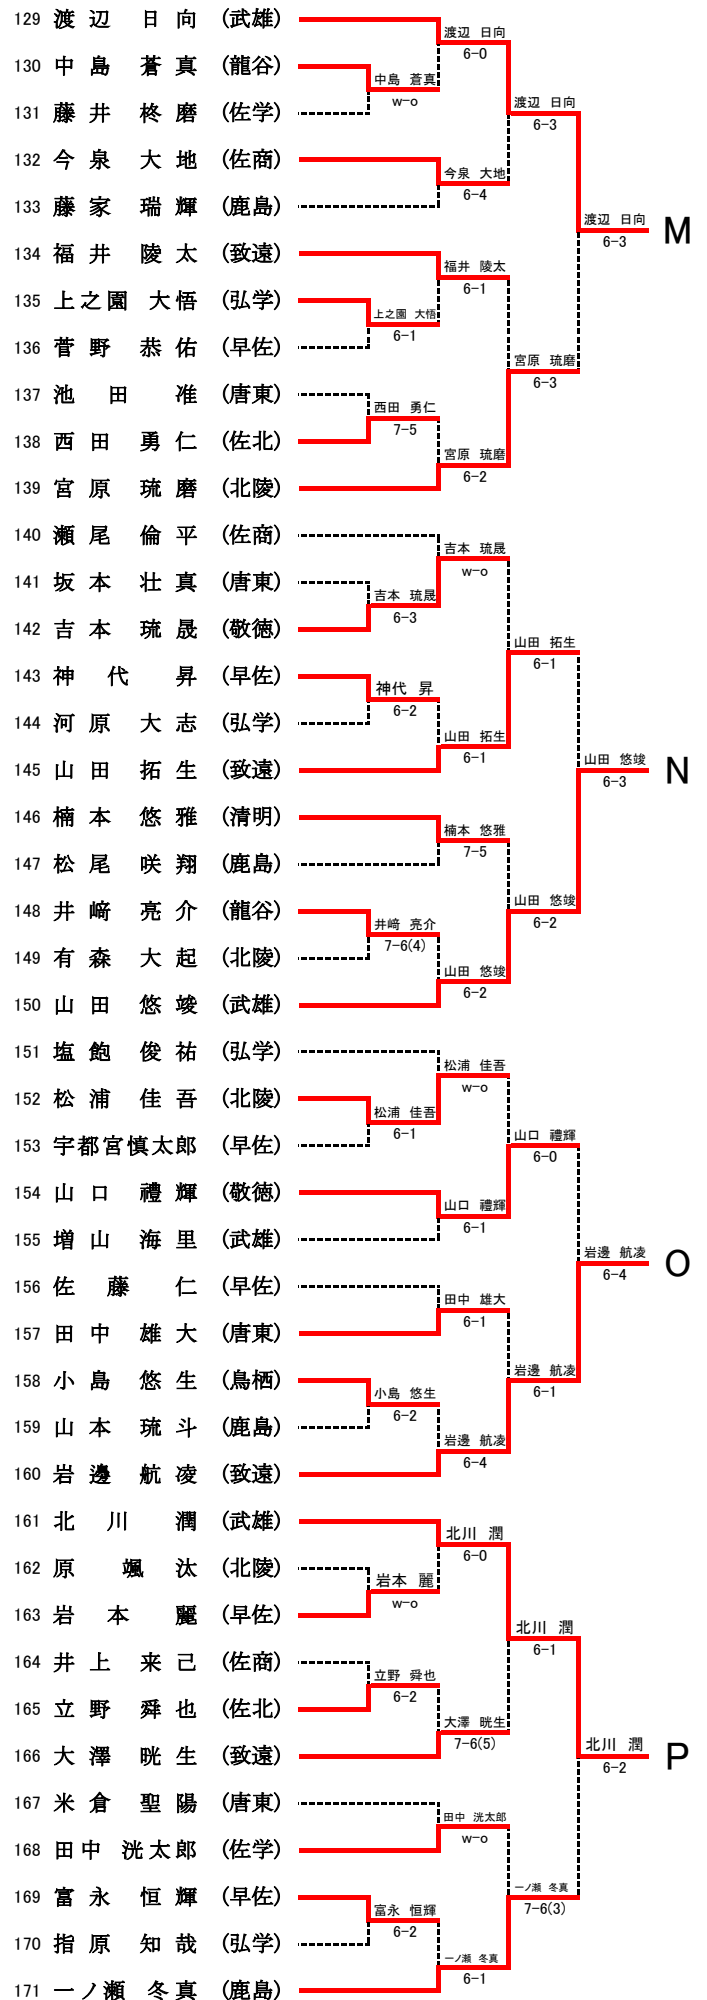 129 渡辺 日向 (武雄)
渡辺 日向
6-0
130 中島 蒼真 (龍谷)
中島 蒼真
w-o
渡辺 日向
6-3
131 藤井 柊磨 (佐学)
132 今泉 大地 (佐商)
今泉 大地
6-4
133 藤家 瑞輝 (鹿島)
渡辺 日向
6-3
M
134 福井 陵太 (致遠)
福井 陵太
6-1
135 上之園 大悟 (弘学)
上之園 大悟
6-1
136 菅野 恭佑 (早佐)
宮原 琉磨
6-3
137 池田 准 (唐東)
西田 勇仁
7-5
138 西田 勇仁 (佐北)
宮原 琉磨
6-2
139 宮原 琉磨 (北陵)
140 瀬尾 倫平 (佐商)
吉本 琉晟
w-o
141 坂本 壮真 (唐東)
吉本 琉晟
6-3
142 吉本 琉晟 (敬徳)
山田 拓生
6-1
143 神代 昇 (早佐)
神代 昇
6-2
144 河原 大志 (弘学)
山田 拓生
6-1
145 山田 拓生 (致遠)
山田 悠竣
6-3
N
146 楠本 悠雅 (清明)
楠本 悠雅
7-5
147 松尾 咲翔 (鹿島)
148 井﨑 亮介 (龍谷)
井﨑 亮介
7-6(4)
山田 悠竣
6-2
149 有森 大起 (北陵)
山田 悠竣
6-2
150 山田 悠竣 (武雄)
151 塩飽 俊祐 (弘学)
松浦 佳吾
w-o
152 松浦 佳吾 (北陵)
松浦 佳吾
6-1
153 宇都宮慎太郎 (早佐)
山口 禮輝
6-0
154 山口 禮輝 (敬徳)
山口 禮輝
6-1
155 増山 海里 (武雄)
岩邊 航凌
6-4
O
156 佐藤 仁 (早佐)
田中 雄大
6-1
157 田中 雄大 (唐東)
158 小島 悠生 (鳥栖)
小島 悠生
6-2
岩邊 航凌
6-1
159 山本 琉斗 (鹿島)
岩邊 航凌
6-4
160 岩邊 航凌 (致遠)
161 北川 潤 (武雄)
北川 潤
6-0
162 原 颯汰 (北陵)
岩本 麗
w-o
163 岩本 麗 (早佐)
北川 潤
6-1
164 井上 来己 (佐商)
立野 舜也
6-2
165 立野 舜也 (佐北)
大澤 晄生
7-6(5)
166 大澤 晄生 (致遠)
北川 潤
6-2
P
167 米倉 聖陽 (唐東)
田中 洸太郎
w-o
168 田中 洸太郎 (佐学)
169 富永 恒輝 (早佐)
富永 恒輝
6-2
一ノ瀬 冬真
7-6(3)
170 指原 知哉 (弘学)
一ノ瀬 冬真
6-1
171 一ノ瀬 冬真 (鹿島)